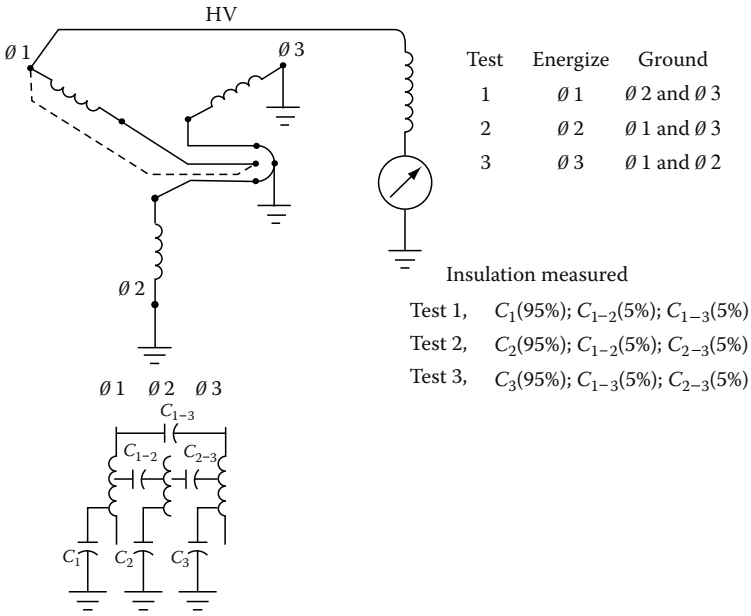 HV
Ø 1
Ø 3
Ø 2
Test Energize Ground
1 Ø 1 Ø 2 and Ø 3
2 Ø 2 Ø 1 and Ø 3
3 Ø 3 Ø 1 and Ø 2
Insulation measured
Test 1, C₁(95%); C₁₋₂(5%); C₁₋₃(5%)
Test 2, C₂(95%); C₁₋₂(5%); C₂₋₃(5%)
Test 3, C₃(95%); C₁₋₃(5%); C₂₋₃(5%)
Ø 1 Ø 2 Ø 3
C₁₋₃
C₁₋₂ C₂₋₃
C₁ C₂ C₃